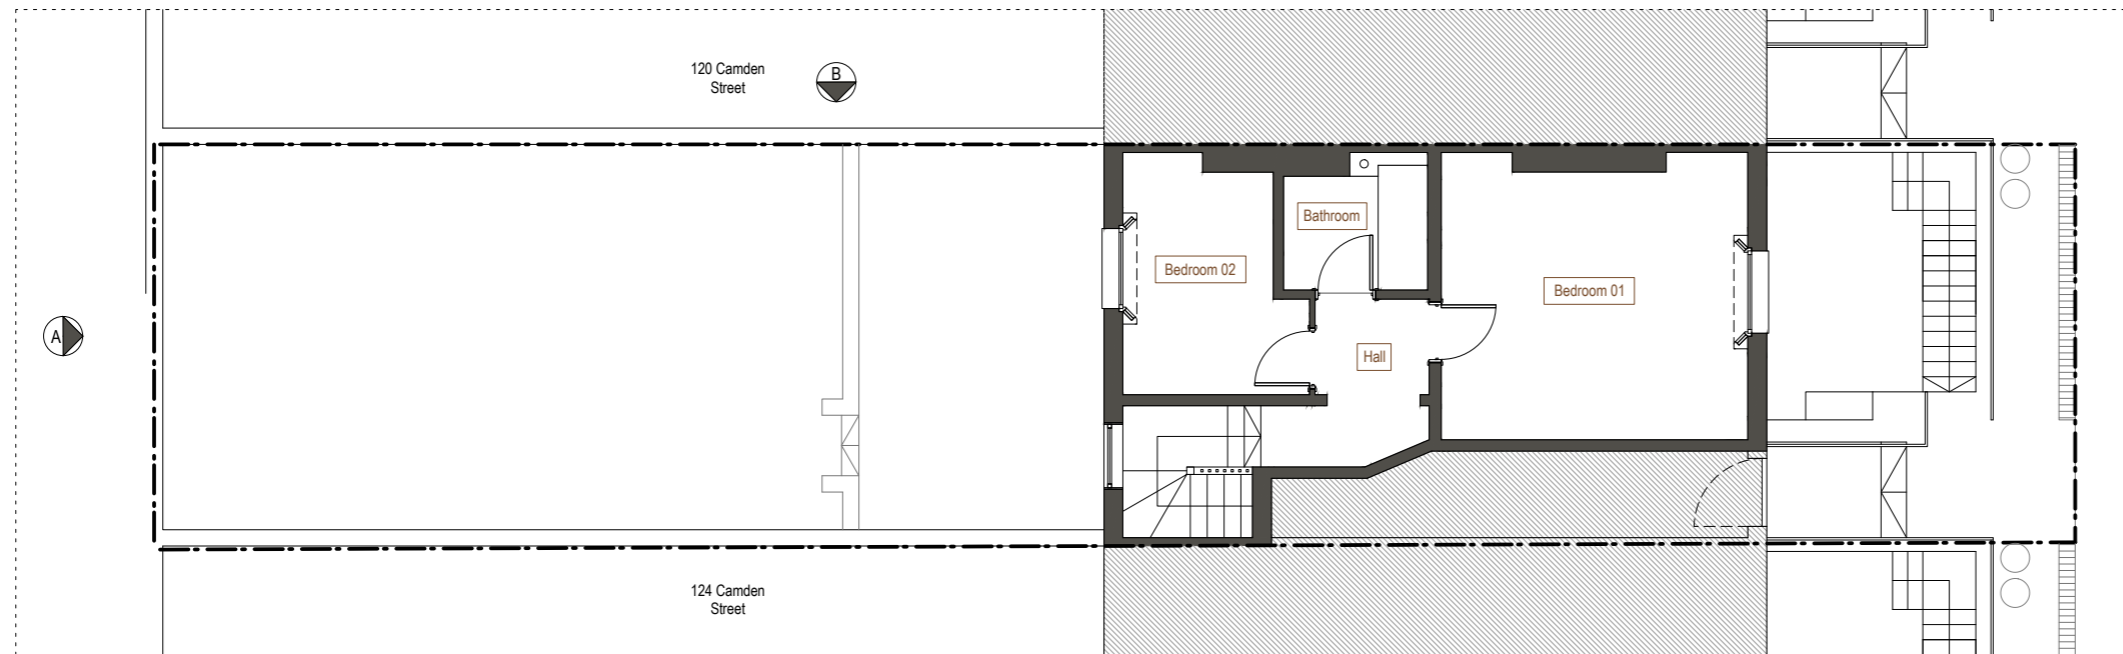 120 Camden
Street
B
Bathroom
Bedroom 02
Bedroom 01
A
Hall
124 Camden
Street